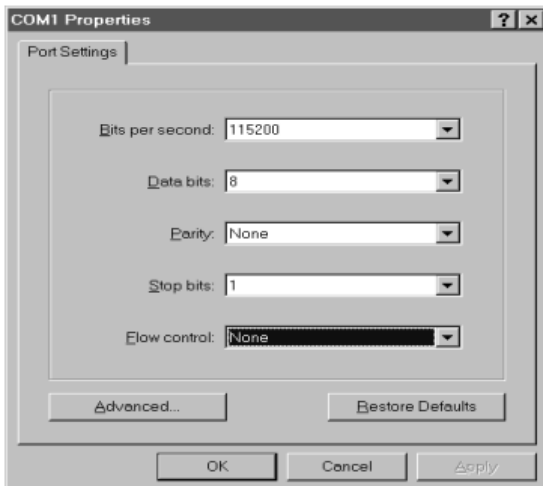 COM1 Properties
Port Settings
Bits per second: 115200
Data bits: 8
Parity: None
Stop bits: 1
Flow control: None
Advanced... Restore Defaults
OK Cancel Apply